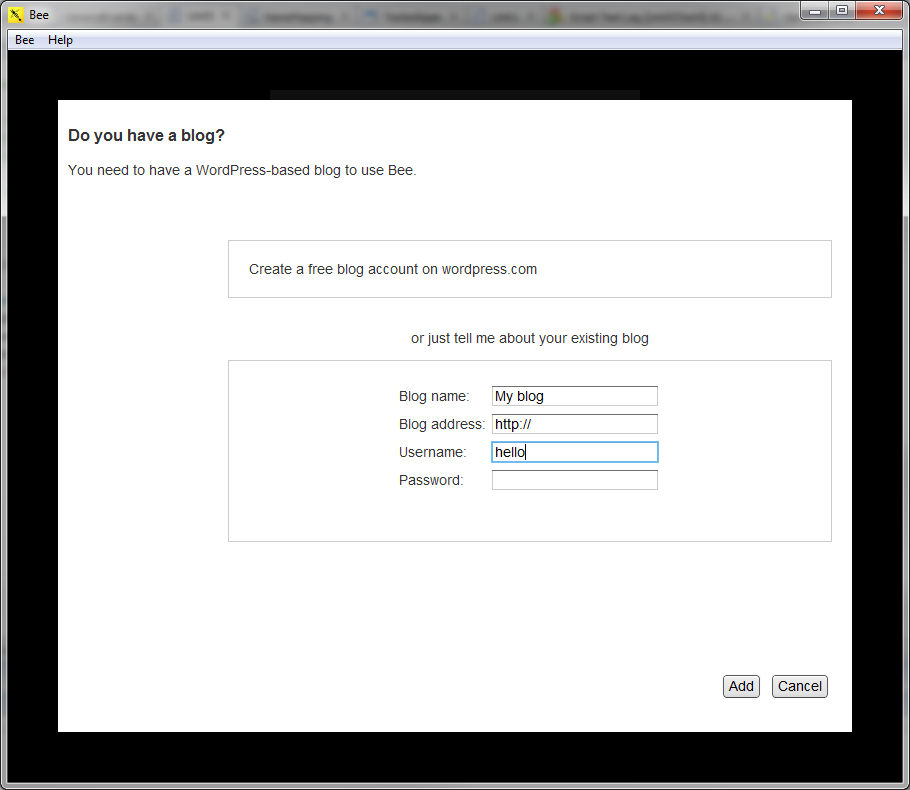 Bee
Bee Help
Do you have a blog?
You need to have a WordPress-based blog to use Bee.
Create a free blog account on wordpress.com
or just tell me about your existing blog
Blog name: My blog
Blog address: http://
Username: hello
Password:
Add Cancel